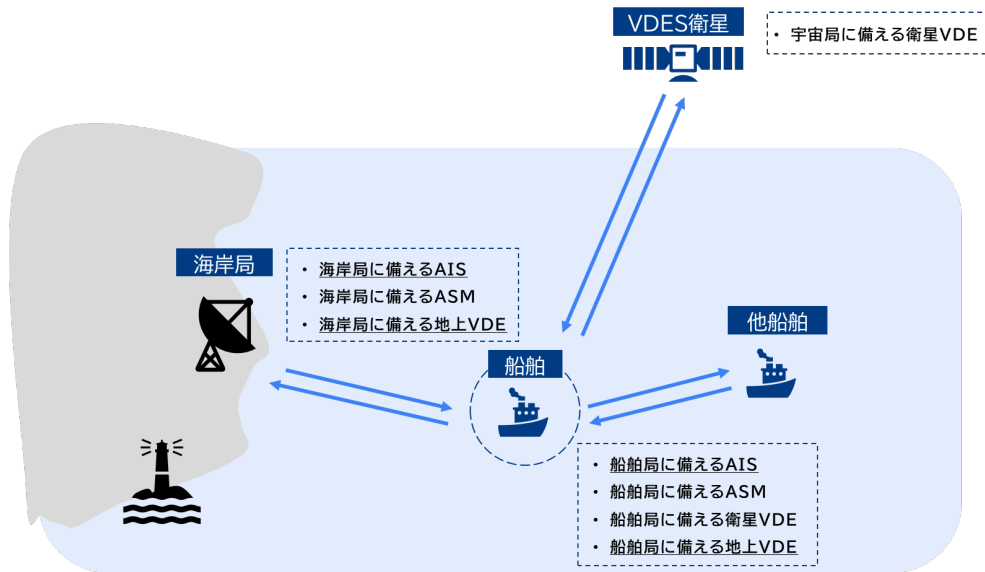 VDES衛星
• 宇宙局に備える衛星VDE
海岸局
• 海岸局に備えるAIS
• 海岸局に備えるASM
• 海岸局に備える地上VDE
他船舶
船舶
• 船舶局に備えるAIS
• 船舶局に備えるASM
• 船舶局に備える衛星VDE
• 船舶局に備える地上VDE